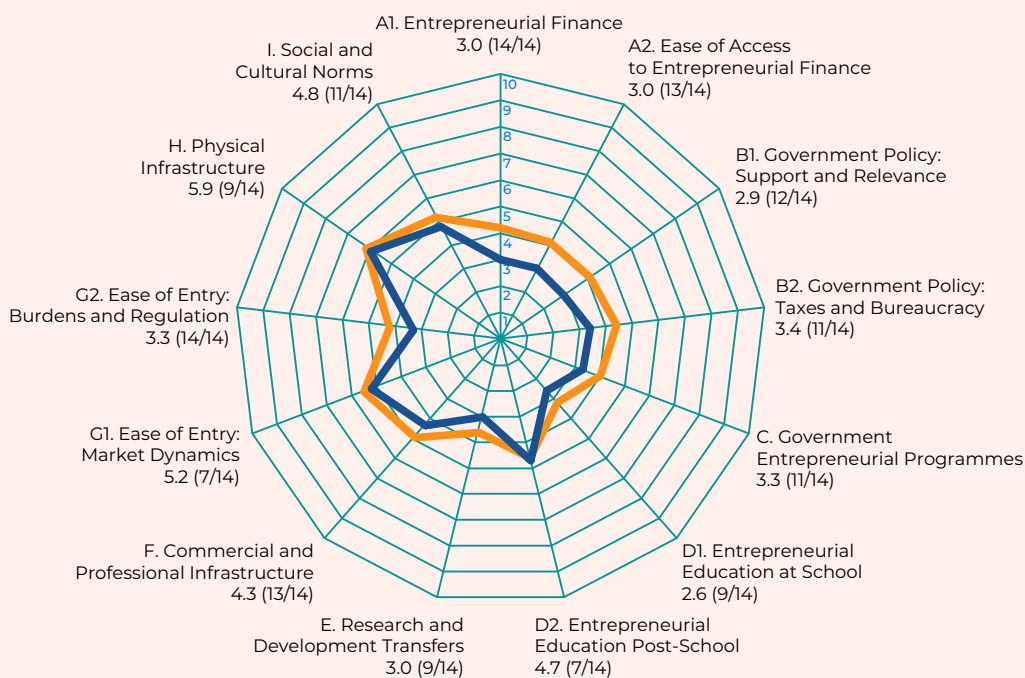 A1. Entrepreneurial Finance
3.0 (14/14)
A2. Ease of Access
to Entrepreneurial Finance
3.0 (13/14)
B1. Government Policy:
Support and Relevance
2.9 (12/14)
B2. Government Policy:
Taxes and Bureaucracy
3.4 (11/14)
C. Government
Entrepreneurial Programmes
3.3 (11/14)
D1. Entrepreneurial
Education at School
2.6 (9/14)
D2. Entrepreneurial
Education Post-School
4.7 (7/14)
E. Research and
Development Transfers
3.0 (9/14)
F. Commercial and
Professional Infrastructure
4.3 (13/14)
G1. Ease of Entry:
Market Dynamics
5.2 (7/14)
G2. Ease of Entry:
Burdens and Regulation
3.3 (14/14)
H. Physical
Infrastructure
5.9 (9/14)
I. Social and
Cultural Norms
4.8 (11/14)
10
9
8
7
6
5
4
3
2
1